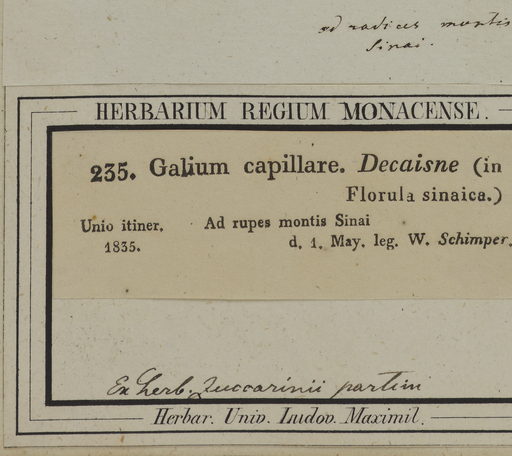 ad radices montis
Sinai.
HERBARIUM REGIUM MONACENSE.
235. Galium capillare. Decaisne (in
Florula sinaica.)
Unio itiner. Ad rupes montis Sinai
1835. d. 1. May. leg. W. Schimper.
Ex herb. Zuccarinii partim
Herbar. Univ. Ludov. Maximil.